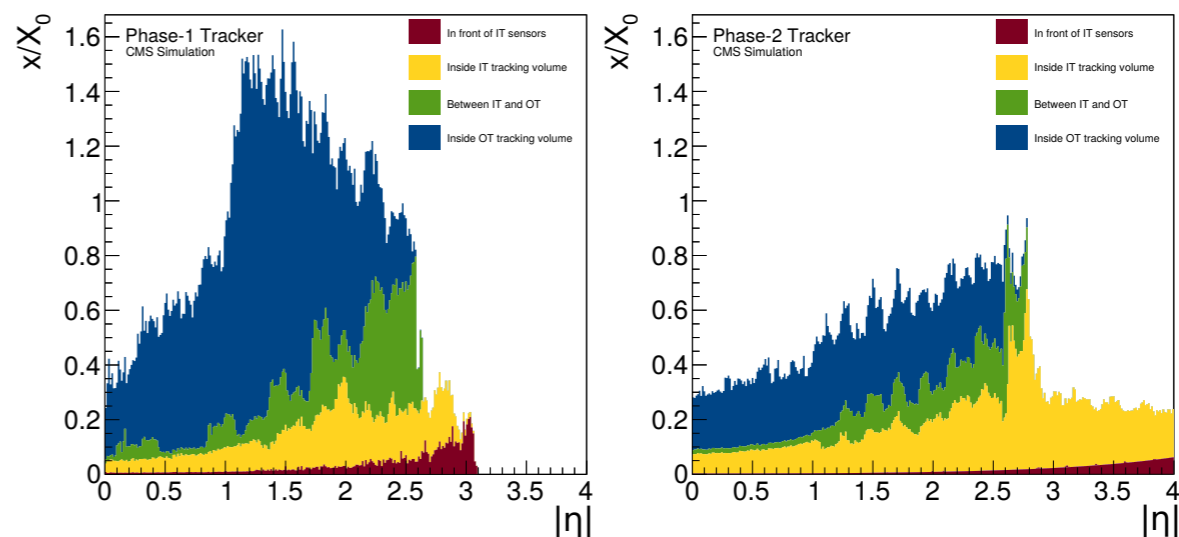 x/X0
1.6
1.4
1.2
1
0.8
0.6
0.4
0.2
0
Phase-1 Tracker
CMS Simulation
In front of IT sensors
Inside IT tracking volume
Between IT and OT
Inside OT tracking volume
0 0.5 1 1.5 2 2.5 3 3.5 4
|η|
x/X0
1.6
1.4
1.2
1
0.8
0.6
0.4
0.2
0
Phase-2 Tracker
CMS Simulation
In front of IT sensors
Inside IT tracking volume
Between IT and OT
Inside OT tracking volume
0 0.5 1 1.5 2 2.5 3 3.5 4
|η|